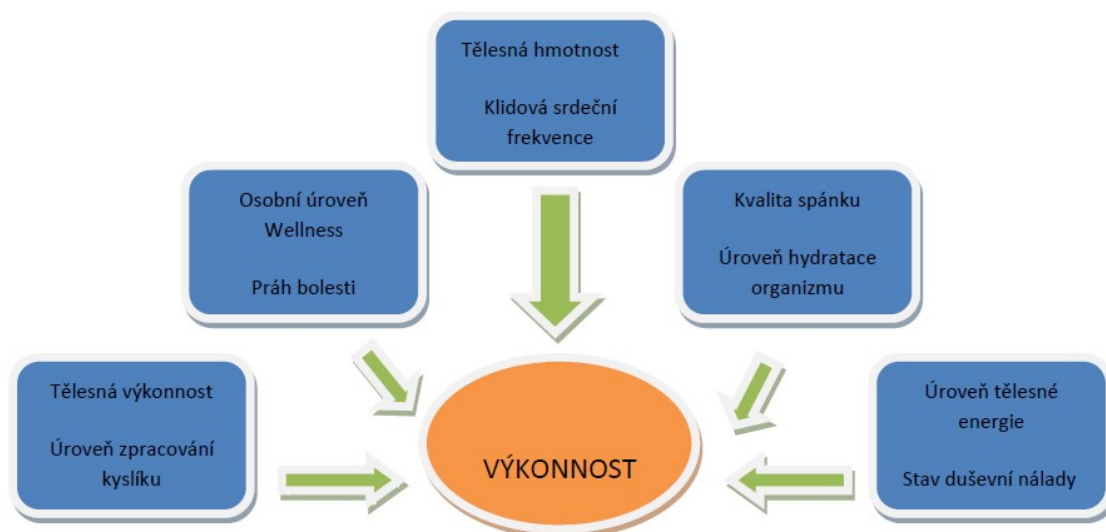 Tělesná hmotnost
Klidová srdeční
frekvence
Osobní úroveň
Wellness
Práh bolesti
Kvalita spánku
Úroveň hydratace
organizmu
Tělesná výkonnost
Úroveň zpracování
kyslíku
VÝKONNOST
Úroveň tělesné
energie
Stav duševní nálady